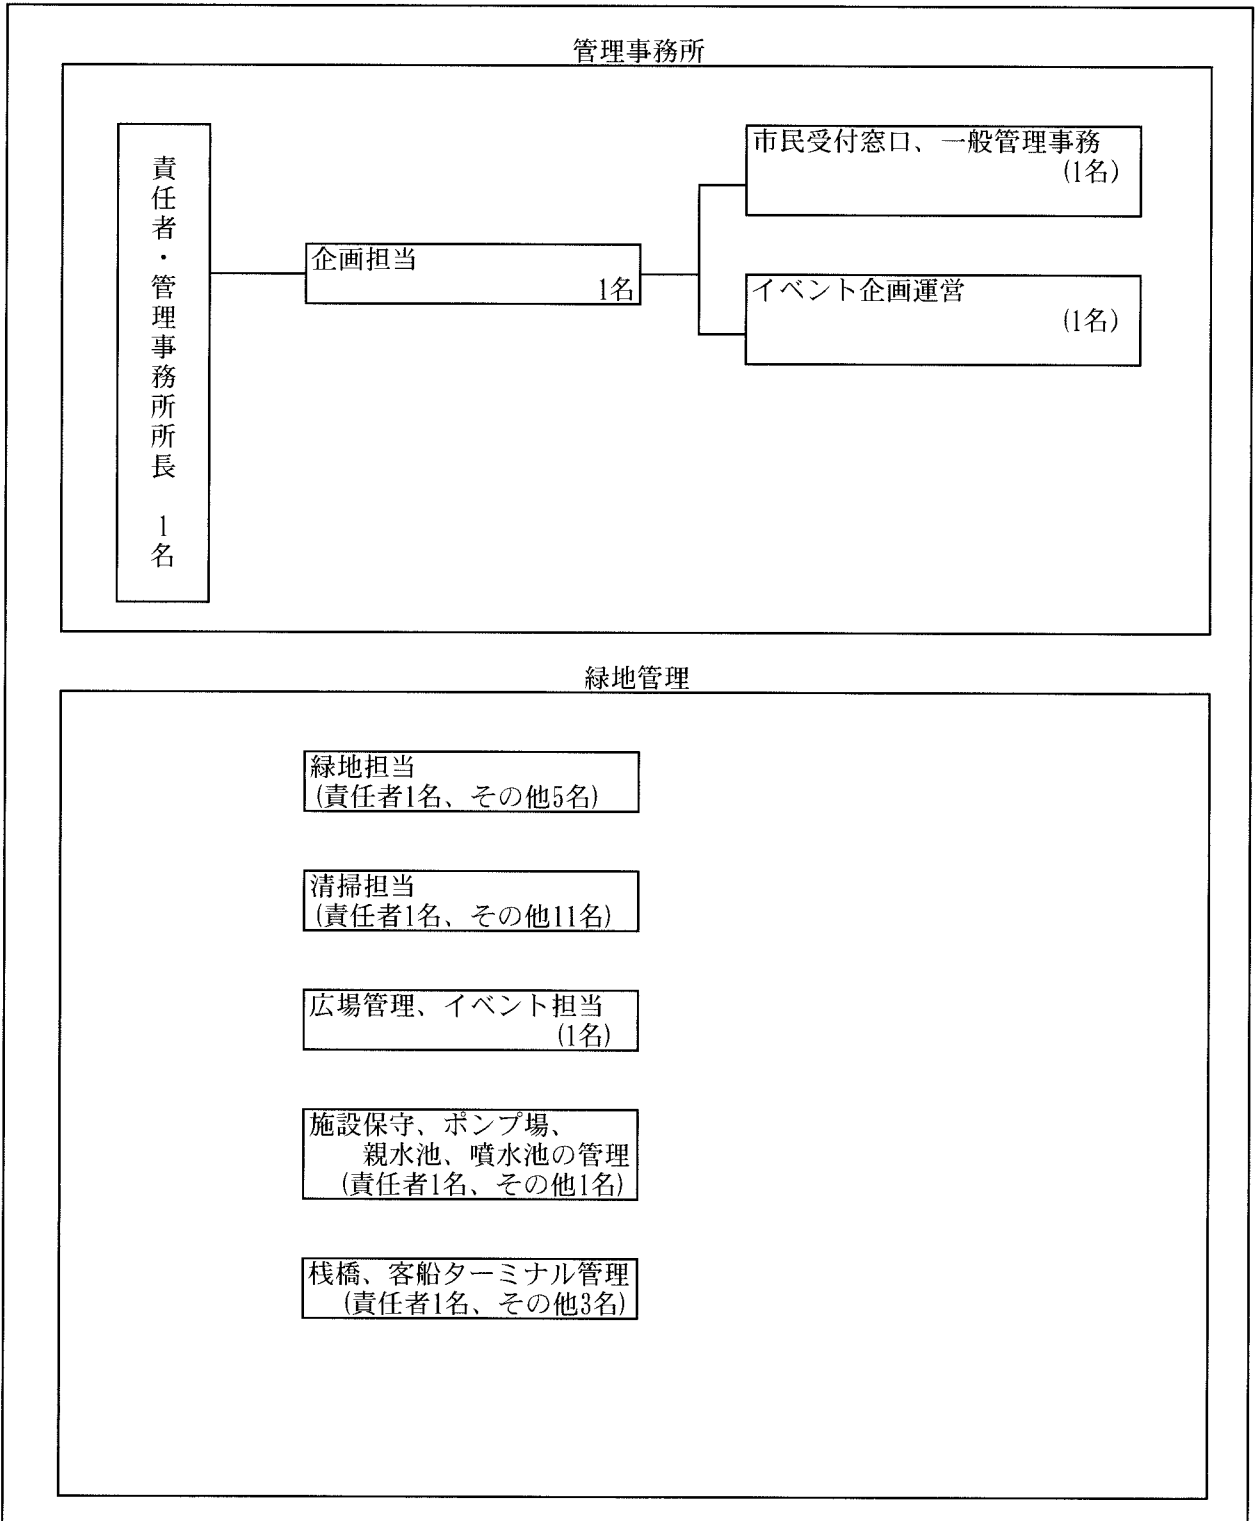 管理事務所
責任者・管理事務所所長 1名
企画担当
1名
市民受付窓口、一般管理事務
(1名)
イベント企画運営
(1名)
緑地管理
緑地担当
(責任者1名、その他5名)
清掃担当
(責任者1名、その他11名)
広場管理、イベント担当
(1名)
施設保守、ポンプ場、
親水池、噴水池の管理
(責任者1名、その他1名)
桟橋、客船ターミナル管理
(責任者1名、その他3名)